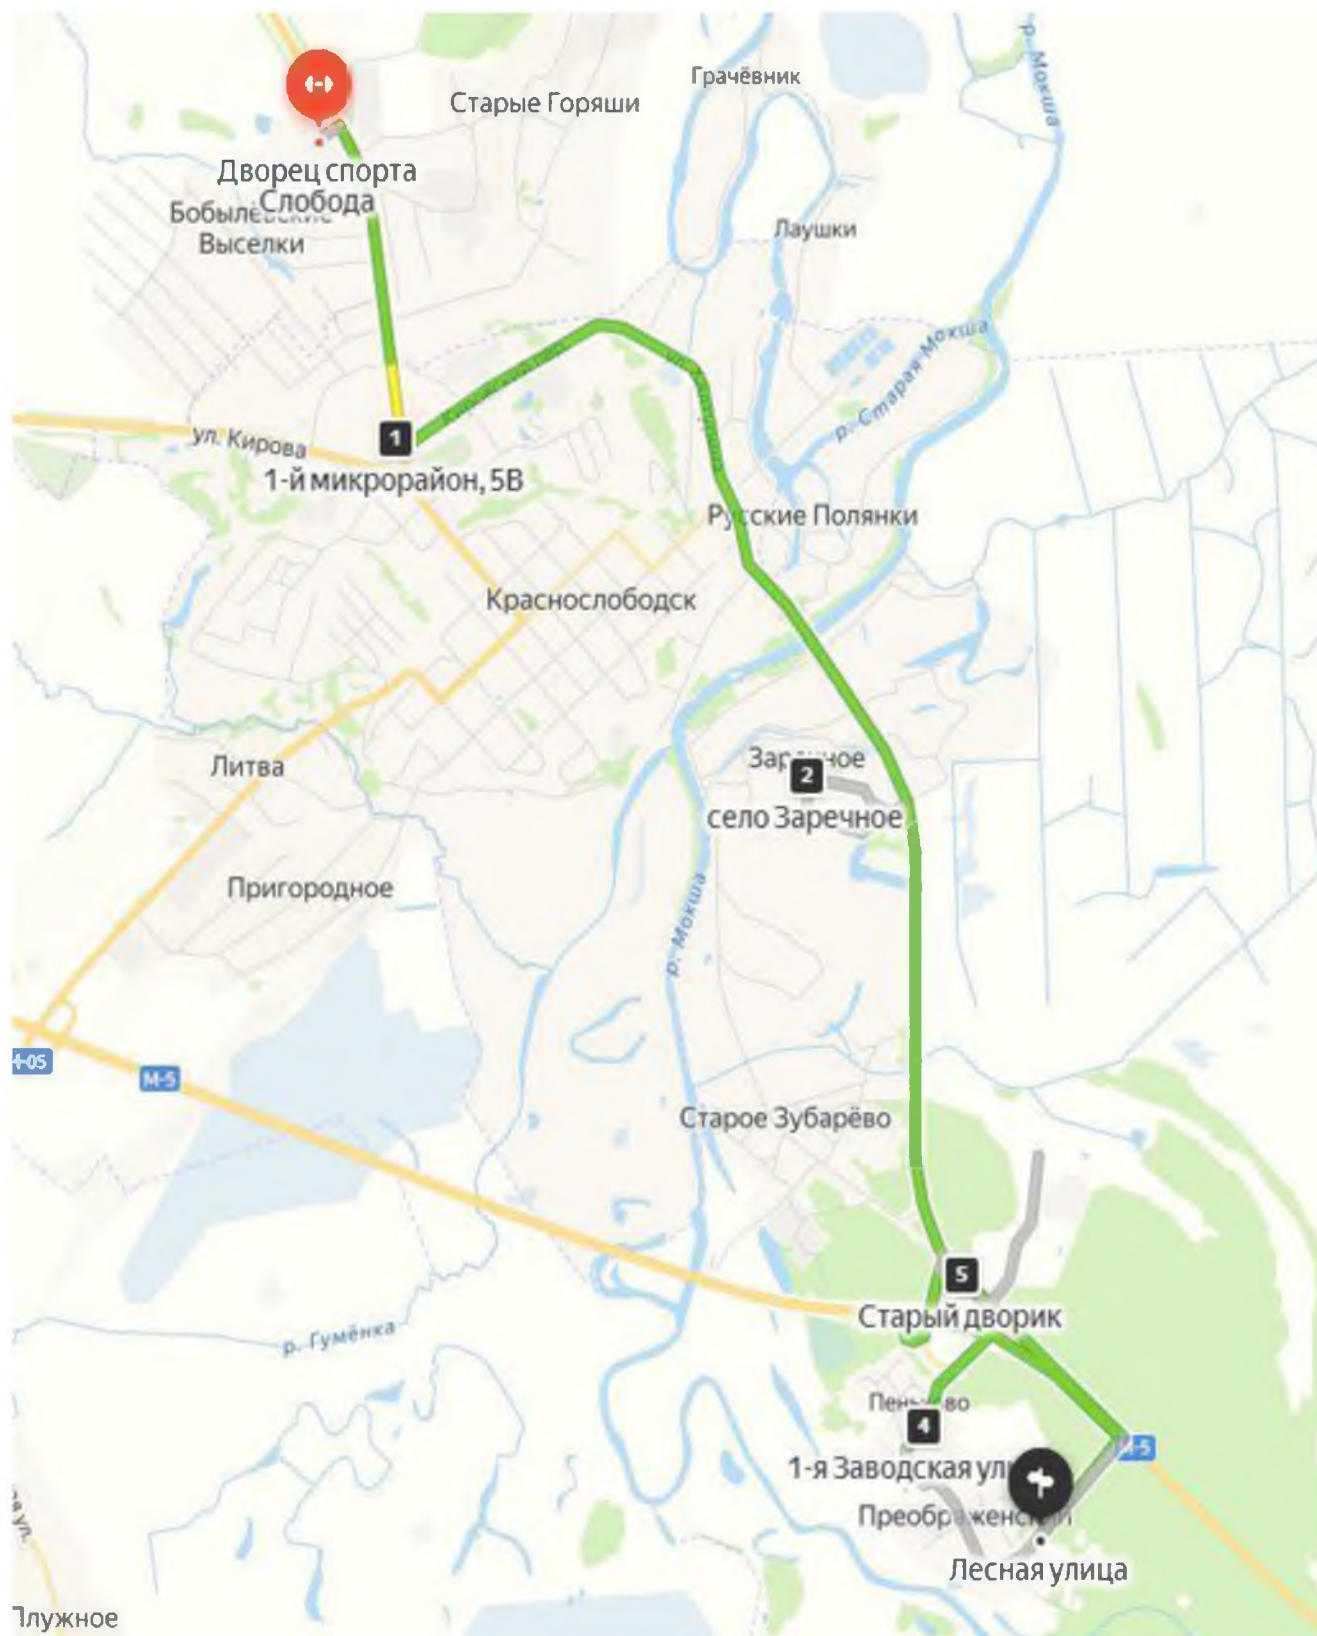 р. Мокша
Грачёвник
Старые Горяши
Дворец спорта
Слобода
Выселки
Лаушки
р. Старая Мокша
ул. Кирова
1
1-й микрорайон, 5В
Русские Полянки
Краснослободск
Литва
Заречное
2
село Заречное
Пригородное
р. Мокша
М-5
Старое Зубарёво
5
Старый дворик
р. Гумёнка
4
М-5
1-я Заводская
Лесная улица